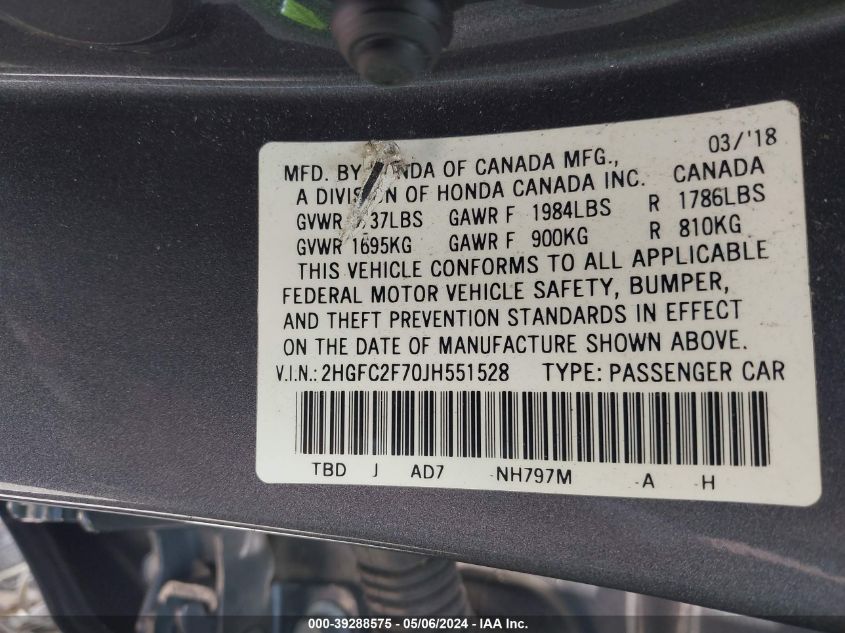 03/'18
MFD. BY NDA OF CANADA MFG., CANADA
A DIVISION OF HONDA CANADA INC.
GVWR 37LBS GAWR F 1984LBS R 1786LBS
GVWR 1695KG GAWR F 900KG R 810KG
THIS VEHICLE CONFORMS TO ALL APPLICABLE
FEDERAL MOTOR VEHICLE SAFETY, BUMPER,
AND THEFT PREVENTION STANDARDS IN EFFECT
ON THE DATE OF MANUFACTURE SHOWN ABOVE.
V.I.N.: 2HGFC2F70JH551528 TYPE: PASSENGER CAR
TBD J AD7 NH797M -A -H
000-39288575 / 05/06/2024 - IAA Inc.